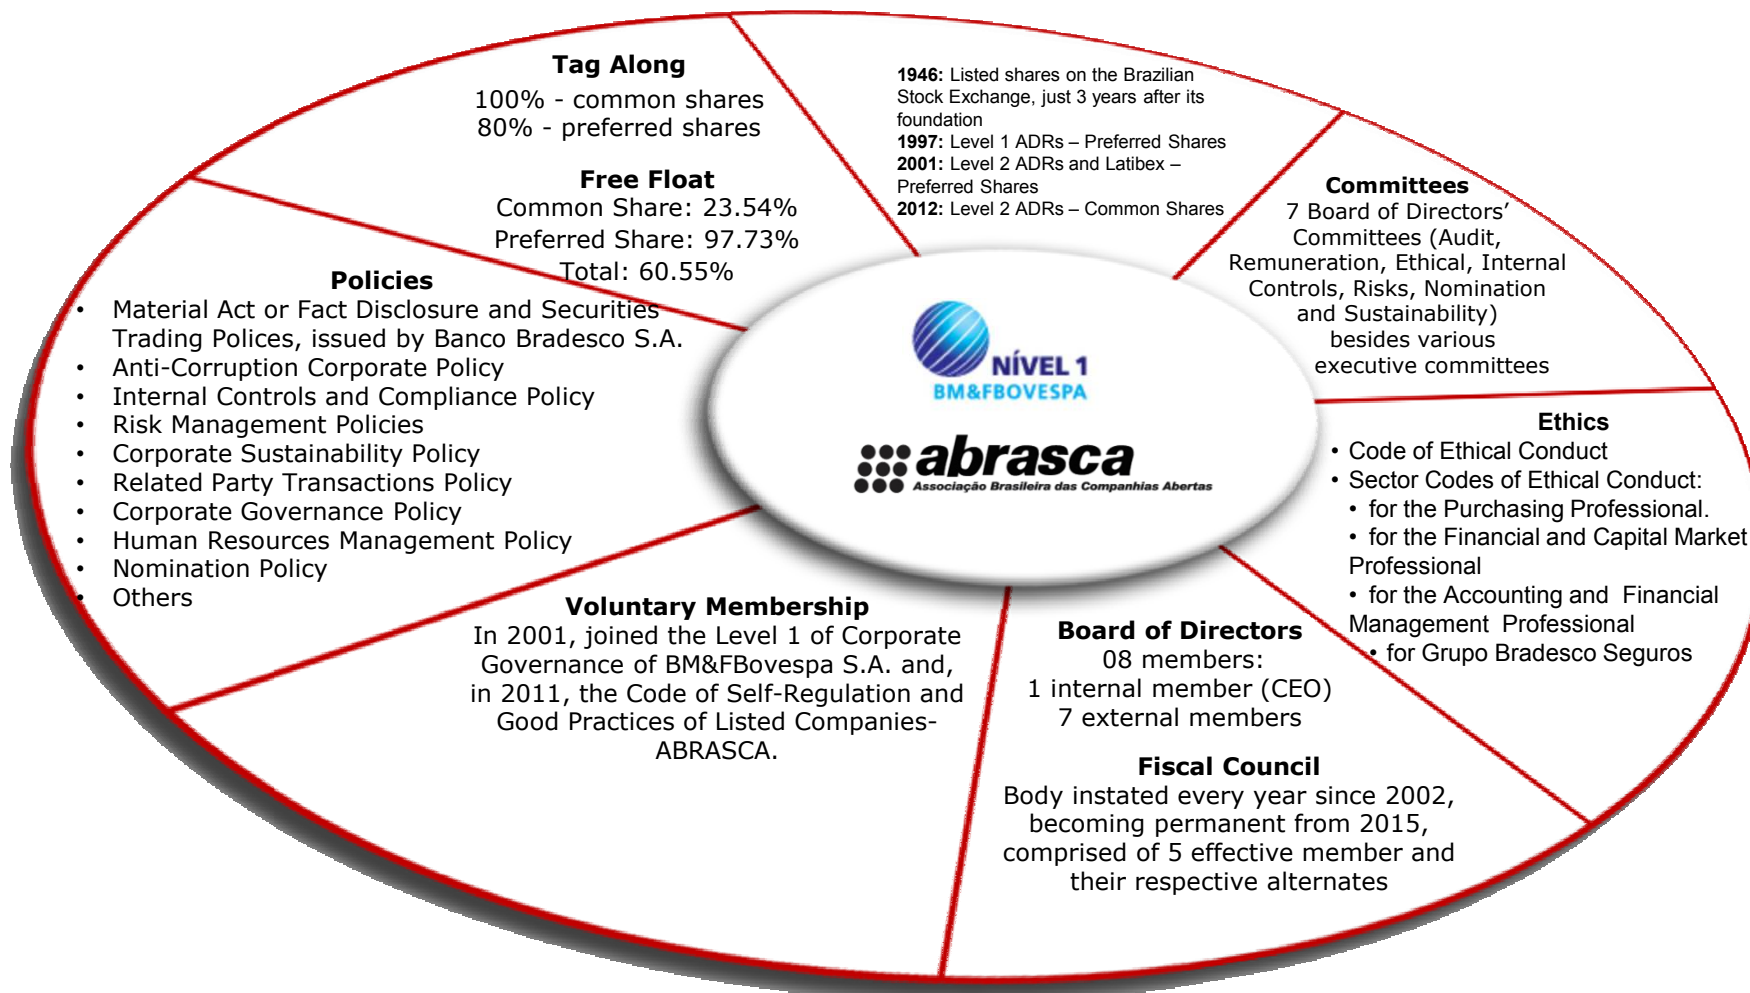 Tag Along
100% - common shares
80% - preferred shares
Free Float
Common Share: 23.54%
Preferred Share: 97.73%
Total: 60.55%
1946: Listed shares on the Brazilian
Stock Exchange, just 3 years after its
foundation
1997: Level 1 ADRs – Preferred Shares
2001: Level 2 ADRs and Latibex –
Preferred Shares
2012: Level 2 ADRs – Common Shares
Committees
7 Board of Directors’
Committees (Audit,
Remuneration, Ethical, Internal
Controls, Risks, Nomination
and Sustainability)
besides various
executive committees
Policies
• Material Act or Fact Disclosure and Securities
Trading Polices, issued by Banco Bradesco S.A.
• Anti-Corruption Corporate Policy
• Internal Controls and Compliance Policy
• Risk Management Policies
• Corporate Sustainability Policy
• Related Party Transactions Policy
• Corporate Governance Policy
• Human Resources Management Policy
• Nomination Policy
• Others
NÍVEL 1
BM&FBOVESPA
abrasca
Associação Brasileira das Companhias Abertas
Ethics
• Code of Ethical Conduct
• Sector Codes of Ethical Conduct:
• for the Purchasing Professional.
• for the Financial and Capital Market
Professional
• for the Accounting and Financial
Management Professional
• for Grupo Bradesco Seguros
Voluntary Membership
In 2001, joined the Level 1 of Corporate
Governance of BM&FBovespa S.A. and,
in 2011, the Code of Self-Regulation and
Good Practices of Listed Companies-
ABRASCA.
Board of Directors
08 members:
1 internal member (CEO)
7 external members
Fiscal Council
Body instated every year since 2002,
becoming permanent from 2015,
comprised of 5 effective member and
their respective alternates